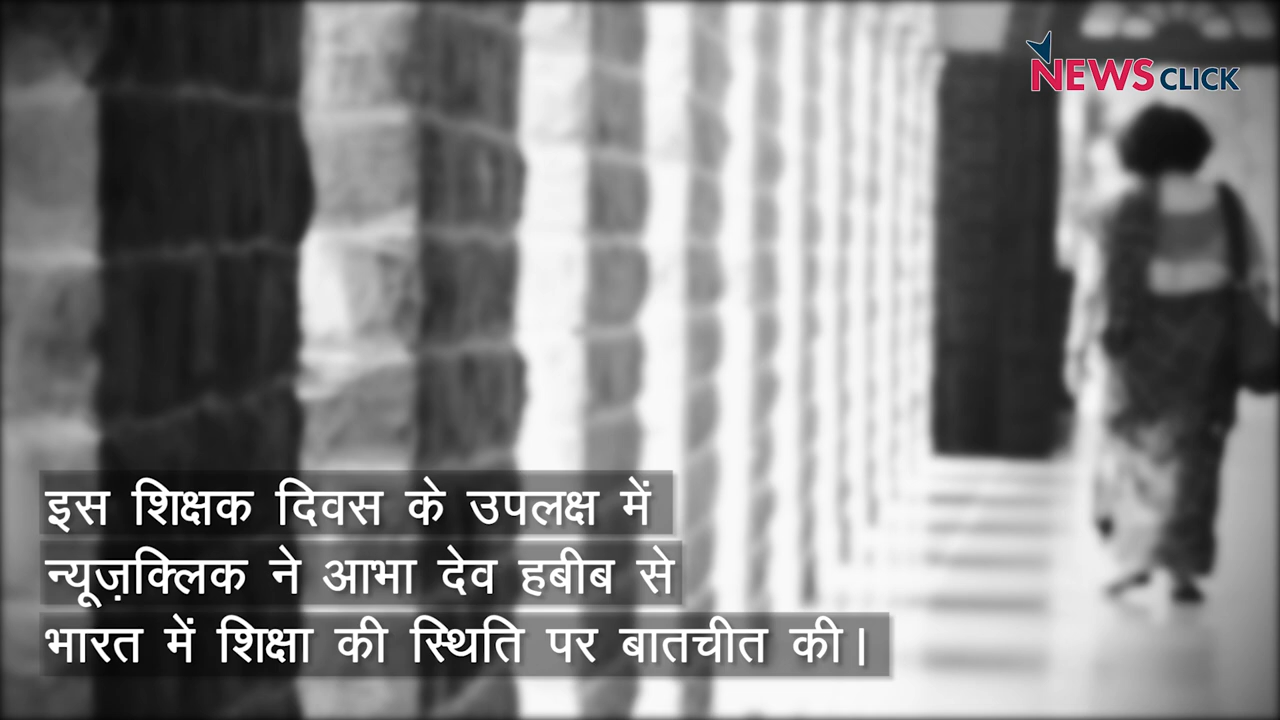 NEWSCLICK
इस शिक्षक दिवस के उपलक्ष में
न्यूज़क्लिक ने आभा देव हबीब से
भारत में शिक्षा की स्थिति पर बातचीत की।